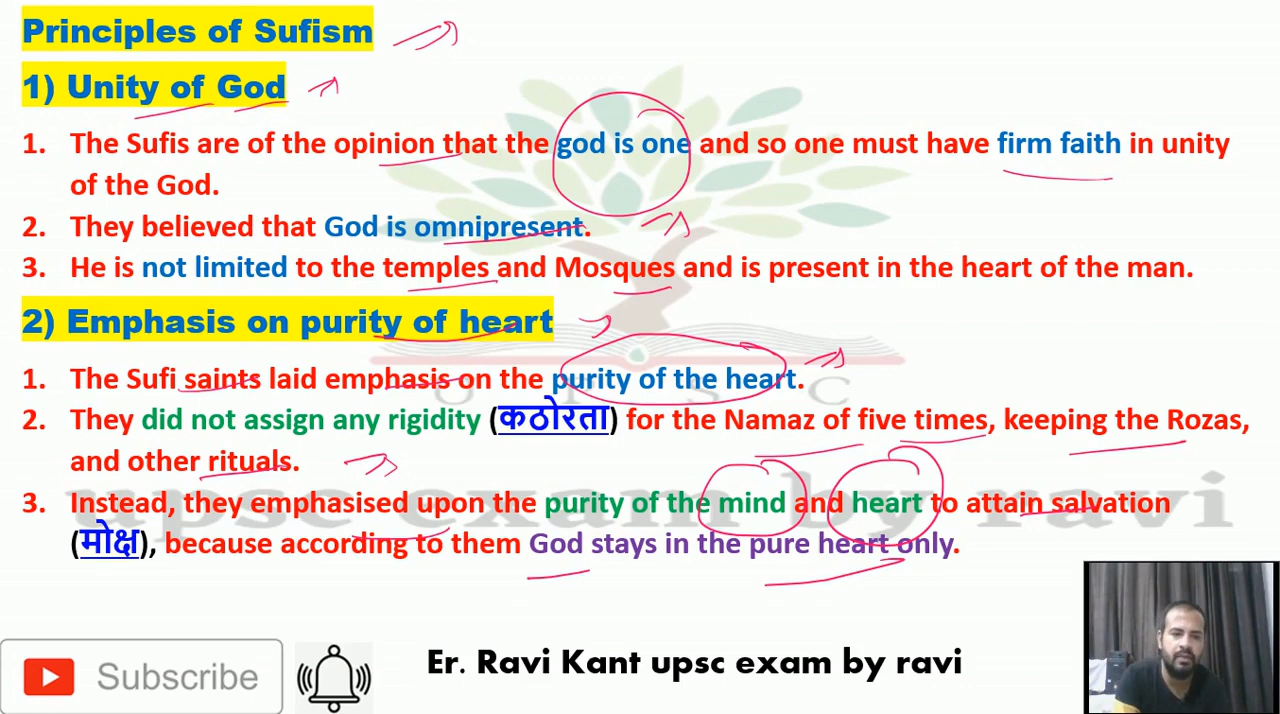 Principles of Sufism
1) Unity of God
1. The Sufis are of the opinion that the god is one and so one must have firm faith in unity
of the God.
2. They believed that God is omnipresent.
3. He is not limited to the temples and Mosques and is present in the heart of the man.
2) Emphasis on purity of heart
1. The Sufi saints laid emphasis on the purity of the heart.
U P S C
2. They did not assign any rigidity (कठोरता) for the Namaz of five times, keeping the Rozas,
and other rituals.
3. Instead, they emphasised upon the purity of the mind and heart to attain salvation
upsc exam by ravi
(मोक्ष), because according to them God stays in the pure heart only.
Subscribe
Er. Ravi Kant upsc exam by ravi